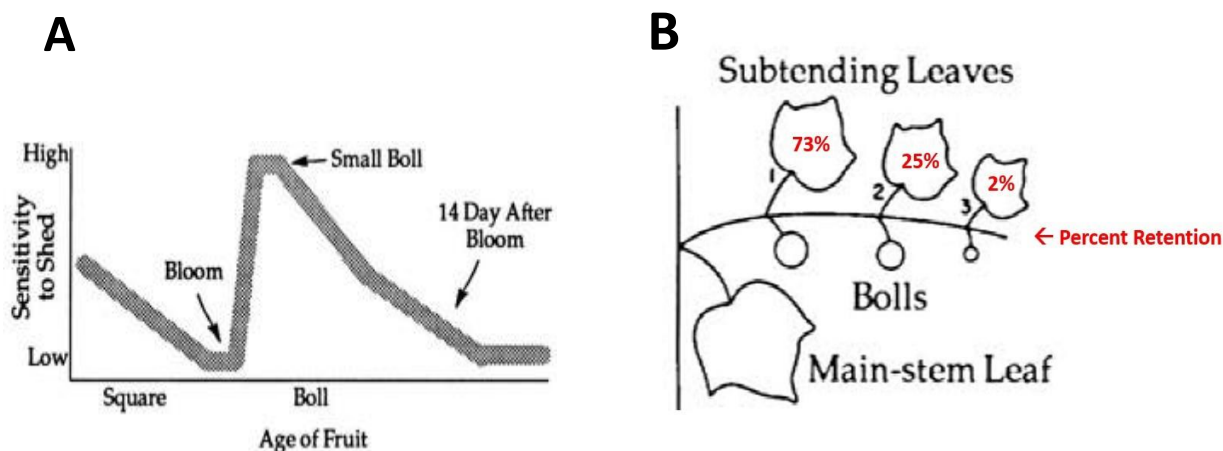 A
High
Sensitivity
to Shed
Low
Small Boll
14 Day After
Bloom
Bloom
Square
Boll
Age of Fruit
B
Subtending Leaves
73%
25%
2%
1
2
3
← Percent Retention
Bolls
Main-stem Leaf